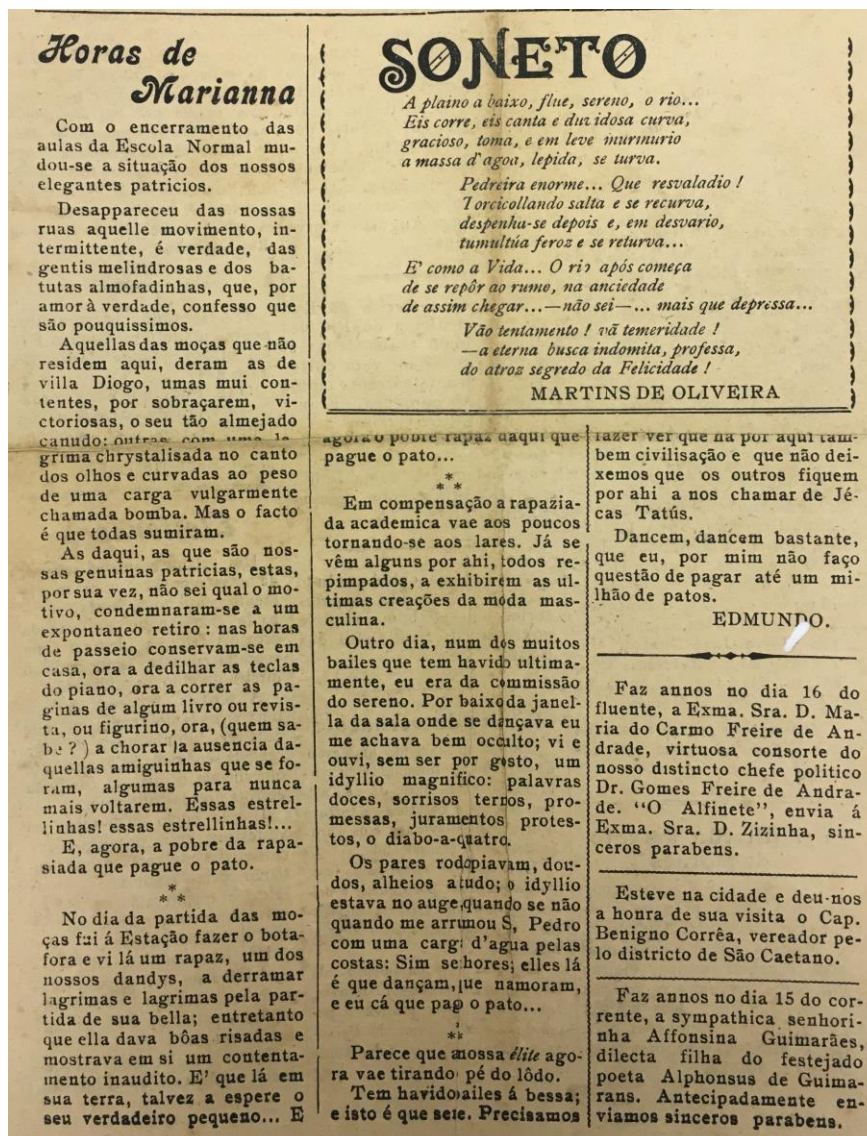 Horas de
Marianna
Com o encerramento das
aulas da Escola Normal mu-
dou-se a situação dos nossos
elegantes patricios.
Desappareceu das nossas
ruas aquelle movimento, in-
termittente, é verdade, das
gentis melindrosas e dos ba-
tutas almofadinhas, que, por
amor à verdade, confesso que
são pouquissimos.
Aquellas das moças que não
residem aqui, deram as de
villa Diogo, umas mui con-
tentes, por sobraçarem, vi-
ctoriosas, o seu tão almejado
canudo; outras com uma la-
grima chrystalisada no canto
dos olhos e curvadas ao peso
de uma carga vulgarmente
chamada bomba. Mas o facto
é que todas sumiram.
As daqui, as que são nos-
sas genuinas patricias, estas,
por sua vez, não sei qual o mo-
tivo, condemnaram-se a um
expontaneo retiro : nas horas
de passeio conservam-se em
casa, ora a dedilhar as teclas
do piano, ora a correr as pa-
ginas de algum livro ou revis-
ta, ou figurino, ora, (quem sa-
be ? ) a chorar a ausencia da-
quellas amiguinhas que se fo-
ram, algumas para nunca
mais voltarem. Essas estrel-
linhas! essas estrellinhas!...
E, agora, a pobre da rapa-
siada que pague o pato.
***
No dia da partida das mo-
ças fui á Estação fazer o bota-
fora e vi lá um rapaz, um dos
nossos dandys, a derramar
lagrimas e lagrimas pela par-
tida de sua bella; entretanto
que ella dava bôas risadas e
mostrava em si um contenta-
mento inaudito. E' que lá em
sua terra, talvez a espere o
seu verdadeiro pequeno... E
agora o pobre rapaz daqui que
pague o pato...
***
Em compensação a rapazia-
da academica vae aos poucos
tornando-se aos lares. Já se
vêm alguns por ahi, todos re-
pimpados, a exhibirem as ul-
timas creações da moda mas-
culina.
Outro dia, num dos muitos
bailes que tem havido ultima-
mente, eu era da commissão
do sereno. Por baixo da janel-
la da sala onde se dançava eu
me achava bem occulto; vi e
ouvi, sem ser por gosto, um
idyllio magnifico: palavras
doces, sorrisos ternos, pro-
messas, juramentos protes-
tos, o diabo-a-quatro.
Os pares rodopiavam, dou-
dos, alheios a tudo; o idyllio
estava no auge,quando se não
quando me arrumou S, Pedro
com uma carga d'agua pelas
costas: Sim senhores; elles lá
é que dançam, que namoram,
e eu cá que pago o pato...
***
Parece que a nossa élite ago-
ra vae tirando pé do lôdo.
Tem havido bailes á bessa;
e isto é que serve. Precisamos
fazer ver que ha por aqui tam-
bem civilisação e que não dei-
xemos que os outros fiquem
por ahi a nos chamar de Jé-
cas Tatús.
Dancem, dancem bastante,
que eu, por mim não faço
questão de pagar até um mi-
lhão de patos.
EDMUNDO.
SONETO
A plaino a baixo, flue, sereno, o rio...
Eis corre, eis canta e duvidosa curva,
gracioso, toma, e em leve murmurio
a massa d'agoa, lepida, se turva.
Pedreira enorme... Que resvaladio !
Torcicollando salta e se recurva,
despenha-se depois e, em desvario,
tumultúa feroz e se returva...
E' como a Vida... O rio após começa
de se repôr ao rumo, na anciedade
de assim chegar...—não sei—... mais que depressa...
Vão tentamento ! vã temeridade !
—a eterna busca indomita, professa,
do atroz segredo da Felicidade !
MARTINS DE OLIVEIRA
Faz annos no dia 16 do
fluente, a Exma. Sra. D. Ma-
ria do Carmo Freire de An-
drade, virtuosa consorte do
nosso distincto chefe politico
Dr. Gomes Freire de Andra-
de. "O Alfinete", envia á
Exma. Sra. D. Zizinha, sin-
ceros parabens.
Esteve na cidade e deu-nos
a honra de sua visita o Cap.
Benigno Corrêa, vereador pe-
lo districto de São Caetano.
Faz annos no dia 15 do cor-
rente, a sympathica senhori-
nha Affonsina Guimarães,
dilecta filha do festejado
poeta Alphonsus de Guima-
rans. Antecipadamente en-
viamos sinceros parabens.